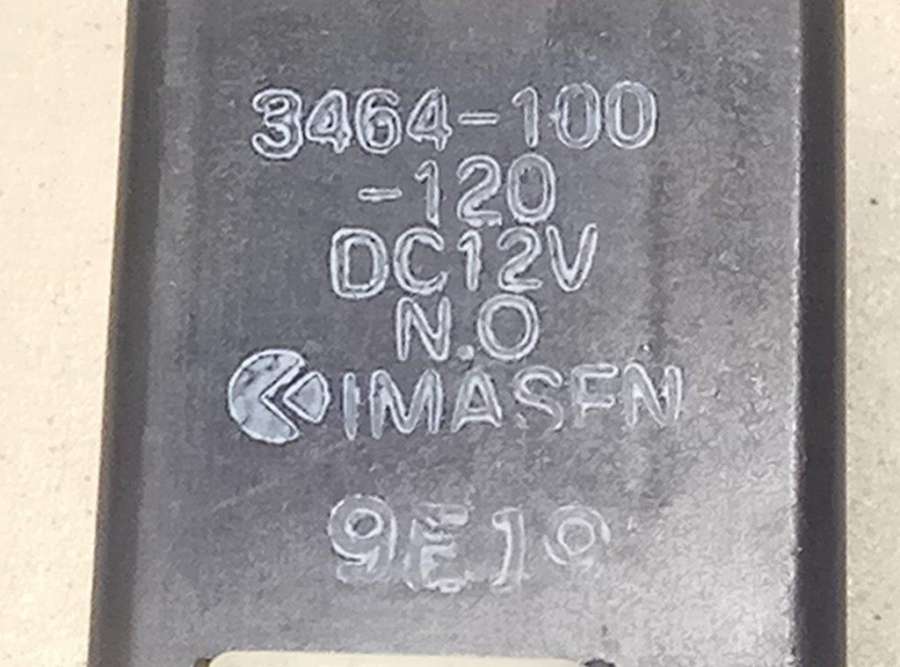 3464-100
-120
DC12V
N.O
IMASEN
9E19